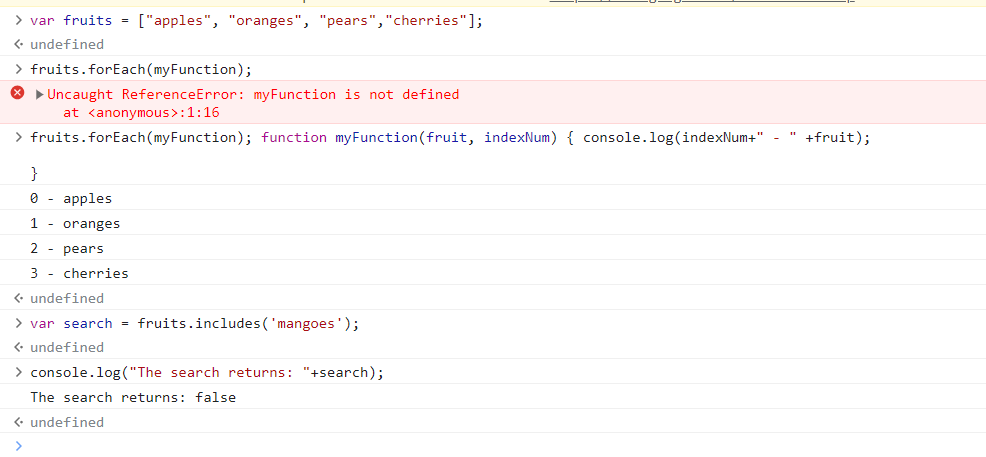 > var fruits = ["apples", "oranges", "pears","cherries"];
undefined
> fruits.forEach(myFunction);
Uncaught ReferenceError: myFunction is not defined
at <anonymous>:1:16
> fruits.forEach(myFunction); function myFunction(fruit, indexNum) { console.log(indexNum+" - " +fruit);
}
0 - apples
1 - oranges
2 - pears
3 - cherries
undefined
> var search = fruits.includes('mangoes');
undefined
> console.log("The search returns: "+search);
The search returns: false
undefined
>